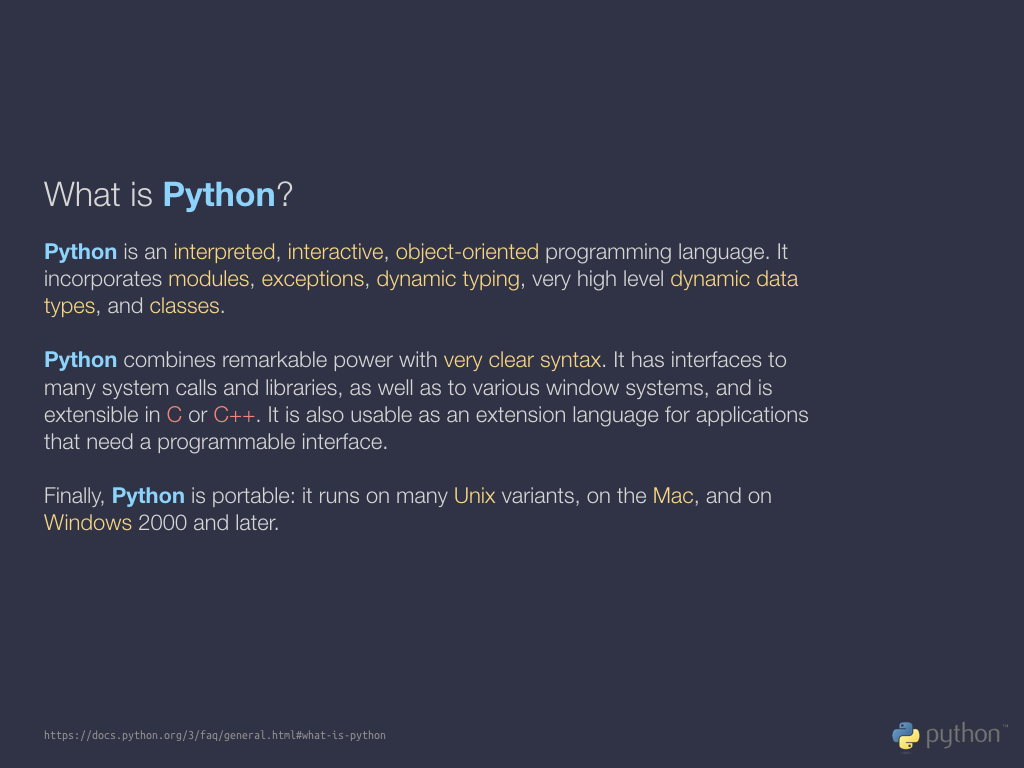 What is Python?
Python is an interpreted, interactive, object-oriented programming language. It
incorporates modules, exceptions, dynamic typing, very high level dynamic data
types, and classes.
Python combines remarkable power with very clear syntax. It has interfaces to
many system calls and libraries, as well as to various window systems, and is
extensible in C or C++. It is also usable as an extension language for applications
that need a programmable interface.
Finally, Python is portable: it runs on many Unix variants, on the Mac, and on
Windows 2000 and later.
https://docs.python.org/3/faq/general.html#what-is-python
python™